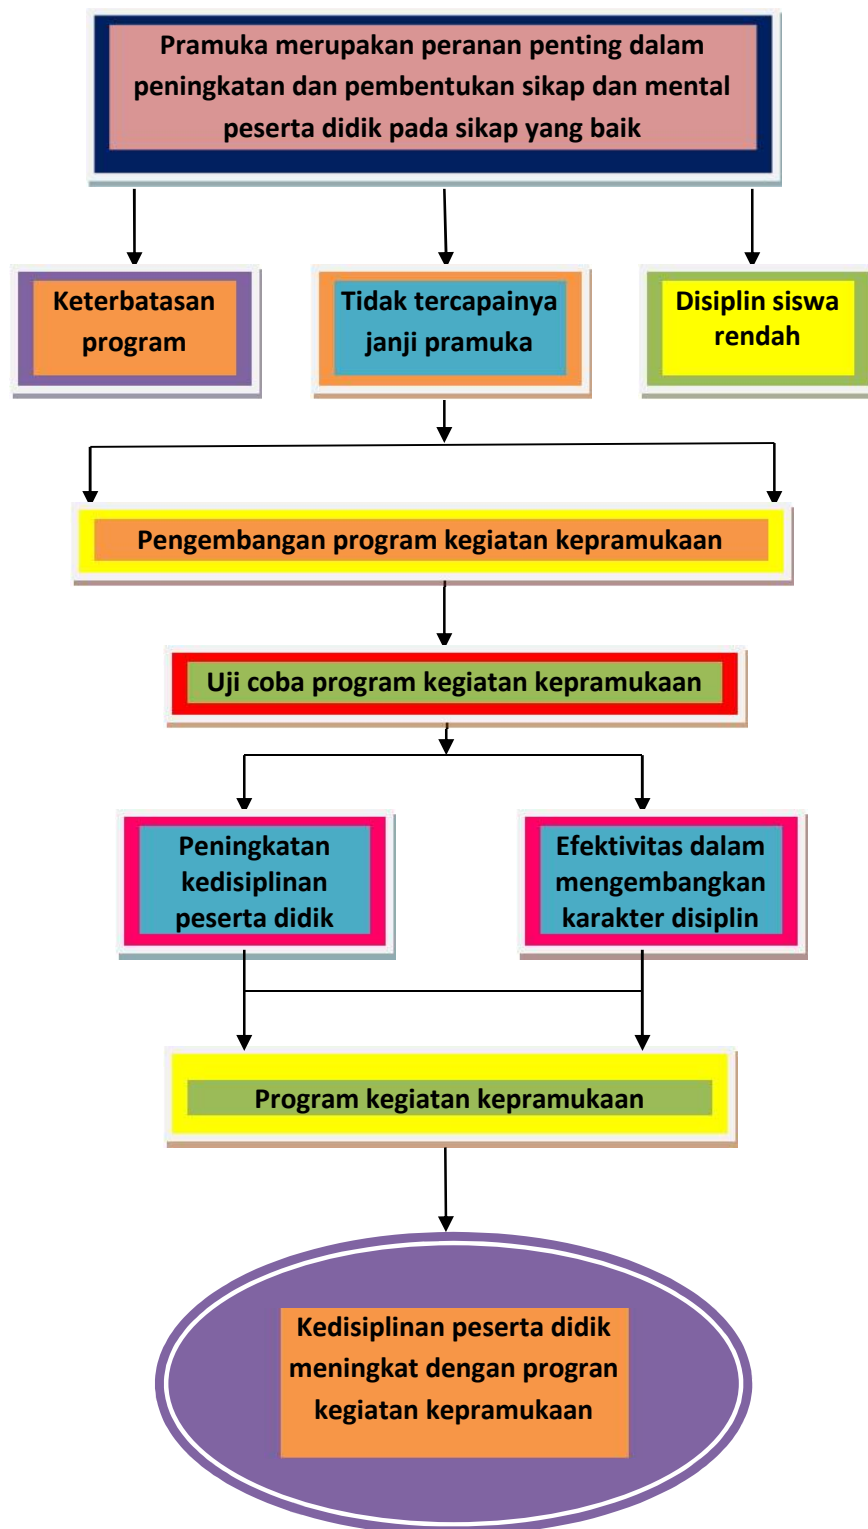 Pramuka merupakan peranan penting dalam
peningkatan dan pembentukan sikap dan mental
peserta didik pada sikap yang baik
Keterbatasan
program
Tidak tercapainya
janji pramuka
Disiplin siswa
rendah
Pengembangan program kegiatan kepramukaan
Uji coba program kegiatan kepramukaan
Peningkatan
kedisiplinan
peserta didik
Efektivitas dalam
mengembangkan
karakter disiplin
Program kegiatan kepramukaan
Kedisiplinan peserta didik
meningkat dengan progran
kegiatan kepramukaan